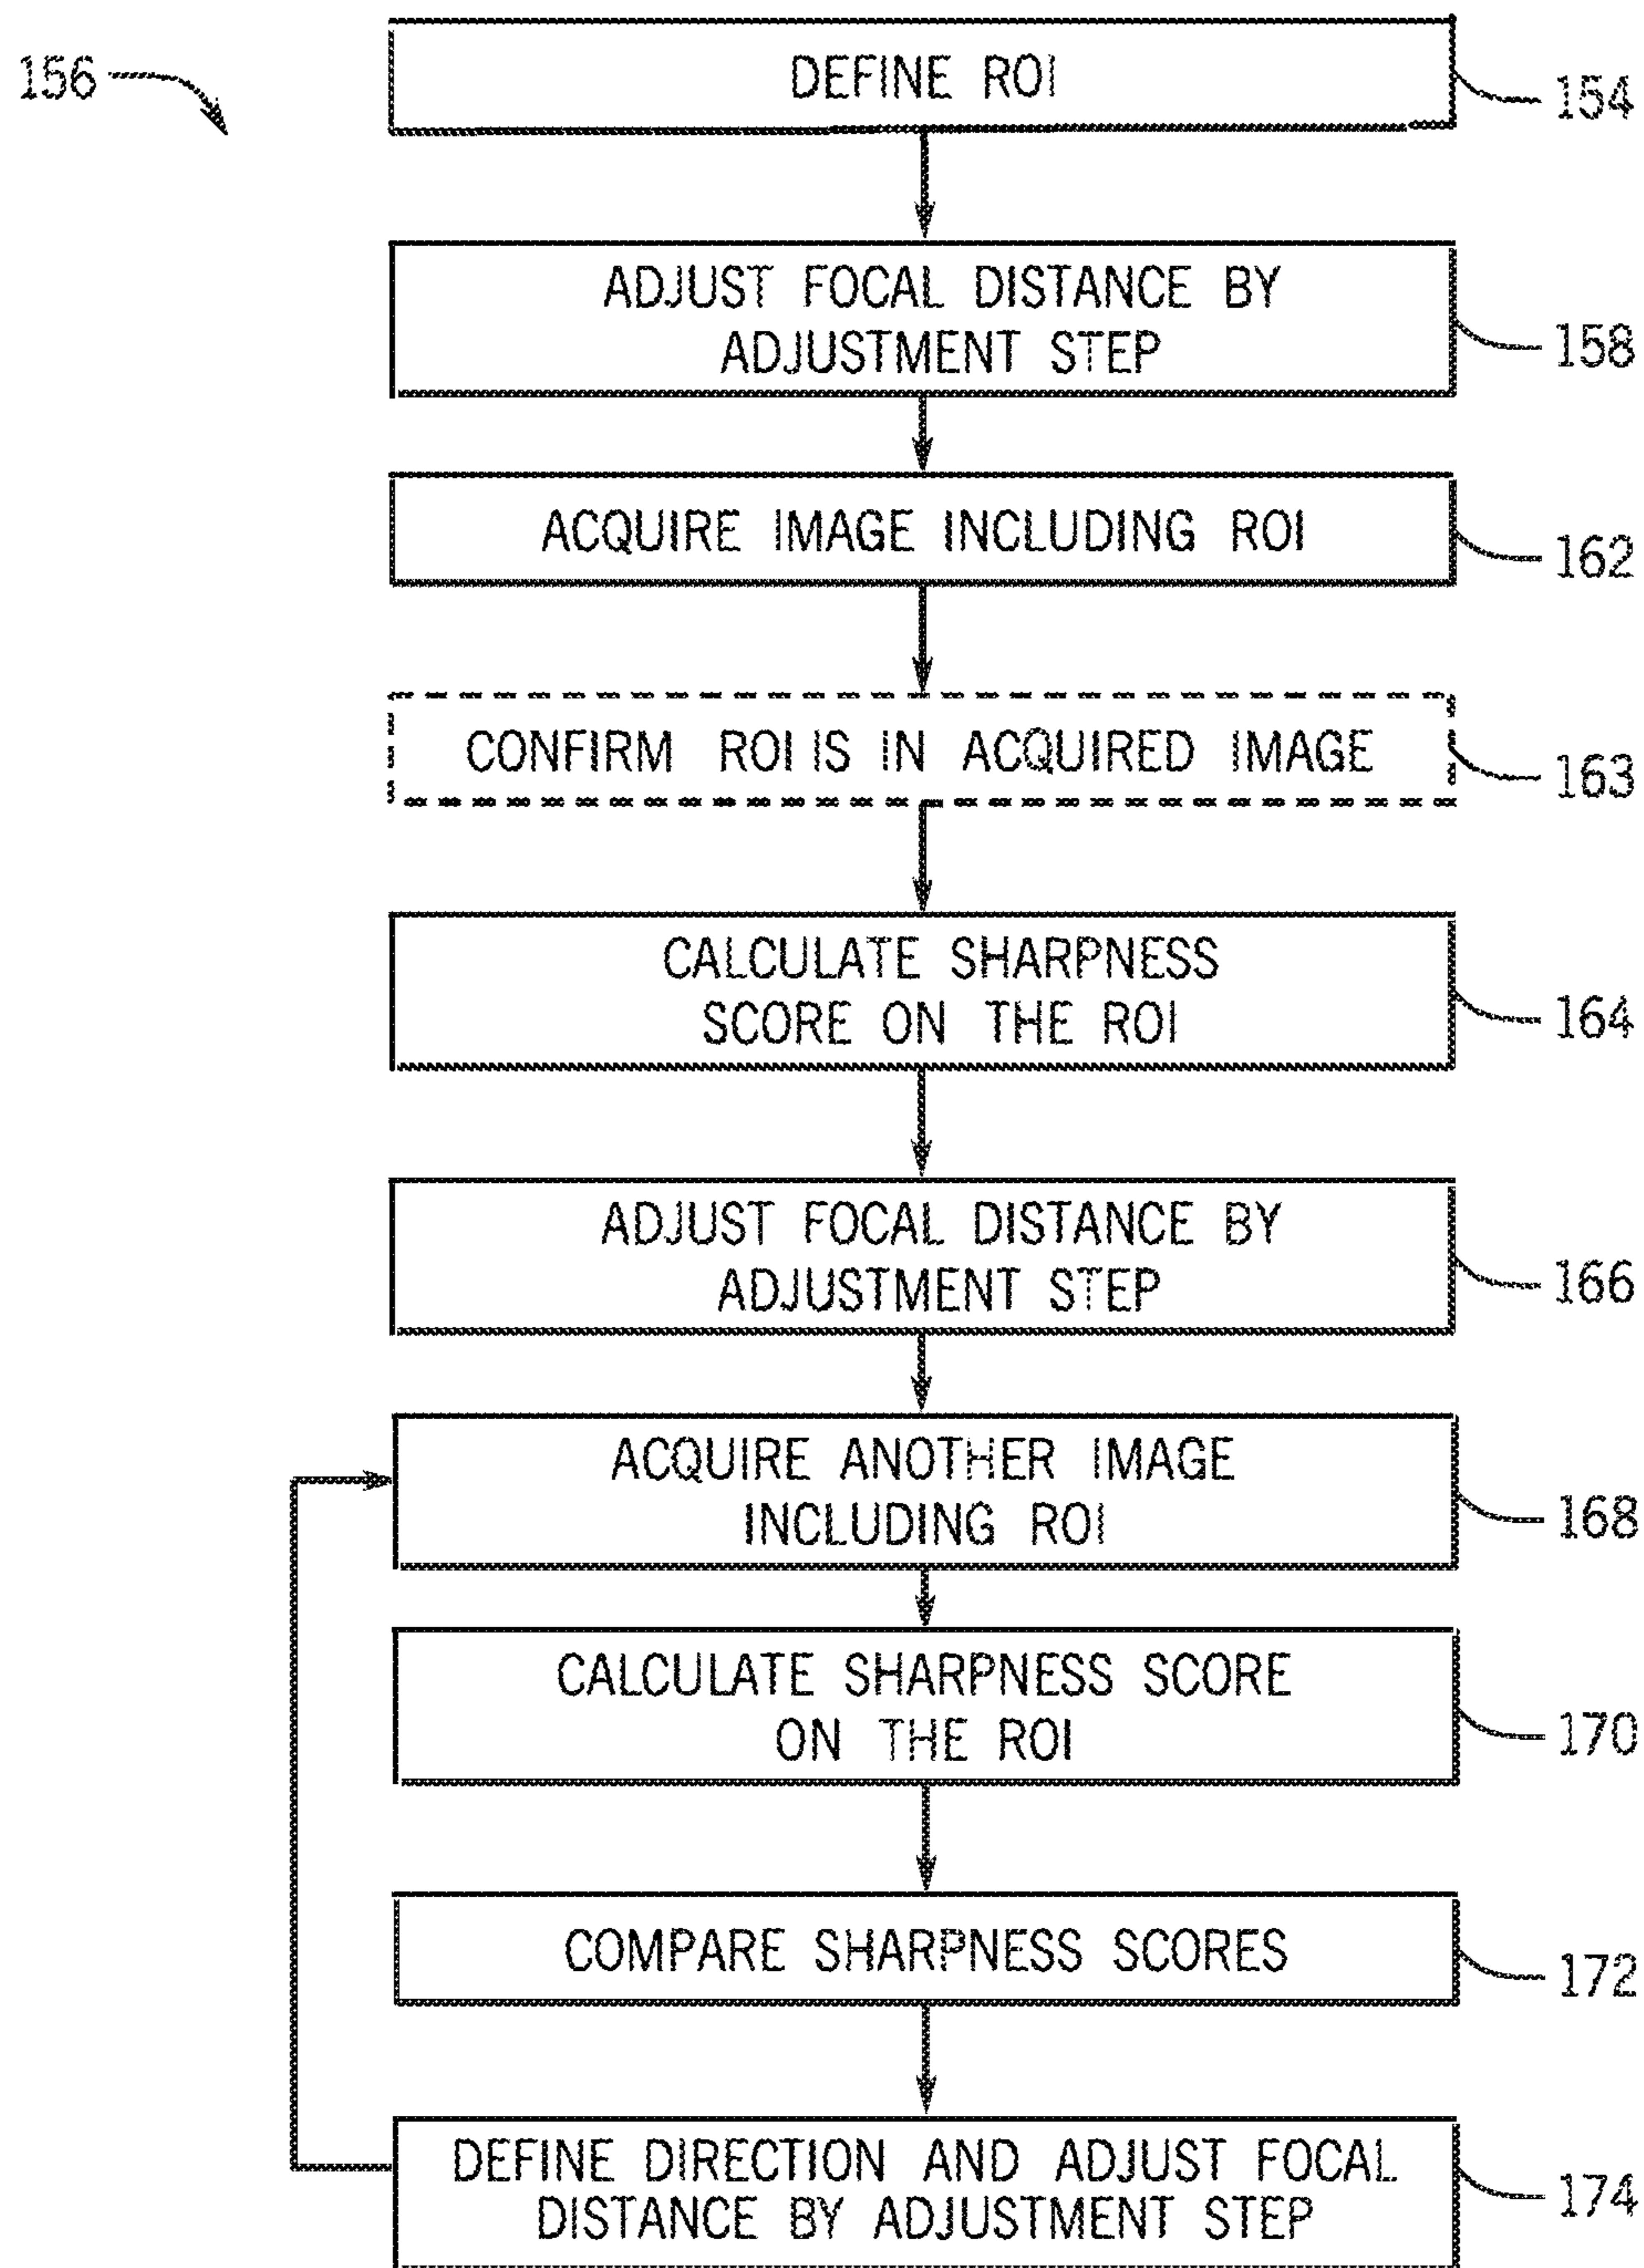 156
DEFINE ROI
154
ADJUST FOCAL DISTANCE BY
ADJUSTMENT STEP
158
ACQUIRE IMAGE INCLUDING ROI
162
CONFIRM ROI IS IN ACQUIRED IMAGE
163
CALCULATE SHARPNESS
SCORE ON THE ROI
164
ADJUST FOCAL DISTANCE BY
ADJUSTMENT STEP
166
ACQUIRE ANOTHER IMAGE
INCLUDING ROI
168
CALCULATE SHARPNESS SCORE
ON THE ROI
170
COMPARE SHARPNESS SCORES
172
DEFINE DIRECTION AND ADJUST FOCAL
DISTANCE BY ADJUSTMENT STEP
174